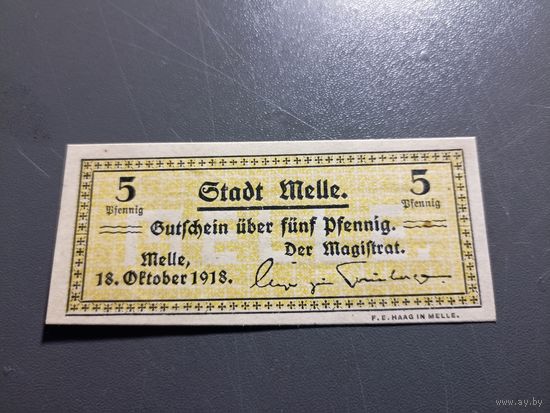 5 Pfennig
Stadt Melle.
5 Pfennig
Gutschein über fünf Pfennig.
Melle,
Der Magistrat.
18. Oktober 1918.
F. E. HAAG IN MELLE.
www.ay.by